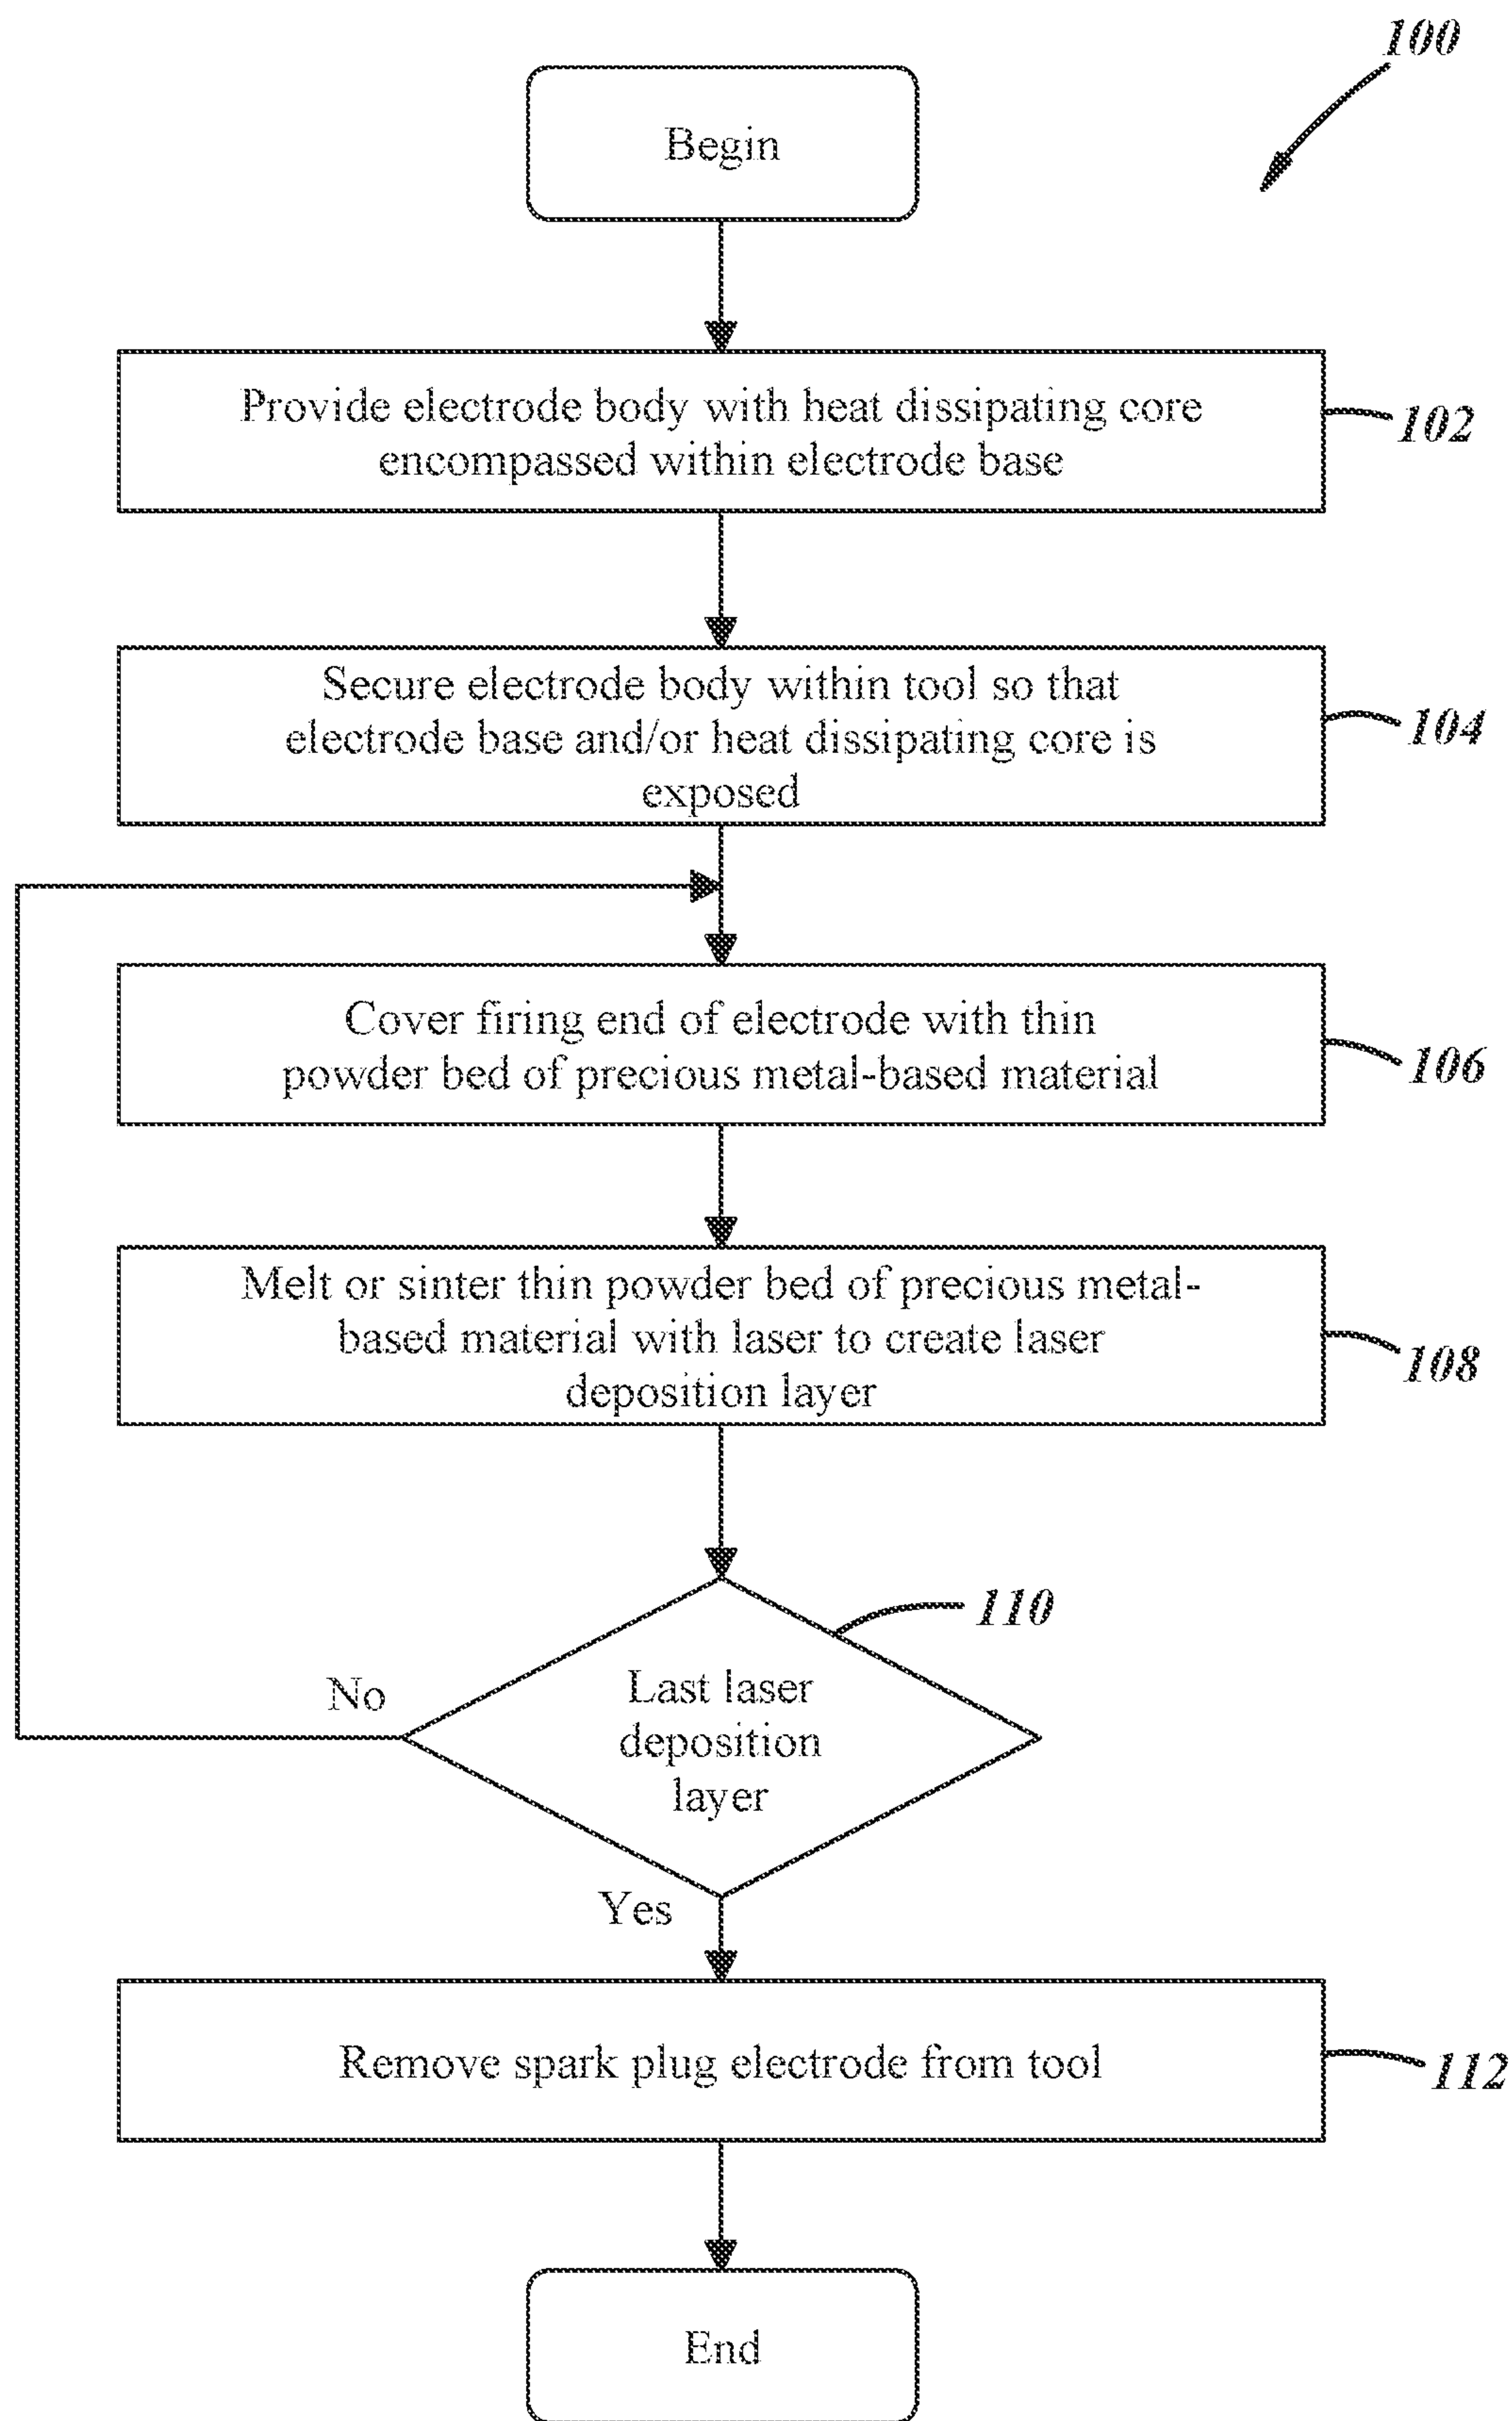 100
Begin
Provide electrode body with heat dissipating core
encompassed within electrode base
102
Secure electrode body within tool so that
electrode base and/or heat dissipating core is
exposed
104
Cover firing end of electrode with thin
powder bed of precious metal-based material
106
Melt or sinter thin powder bed of precious metal-
based material with laser to create laser
deposition layer
108
110
No
Last laser
deposition
layer
Yes
Remove spark plug electrode from tool
112
End